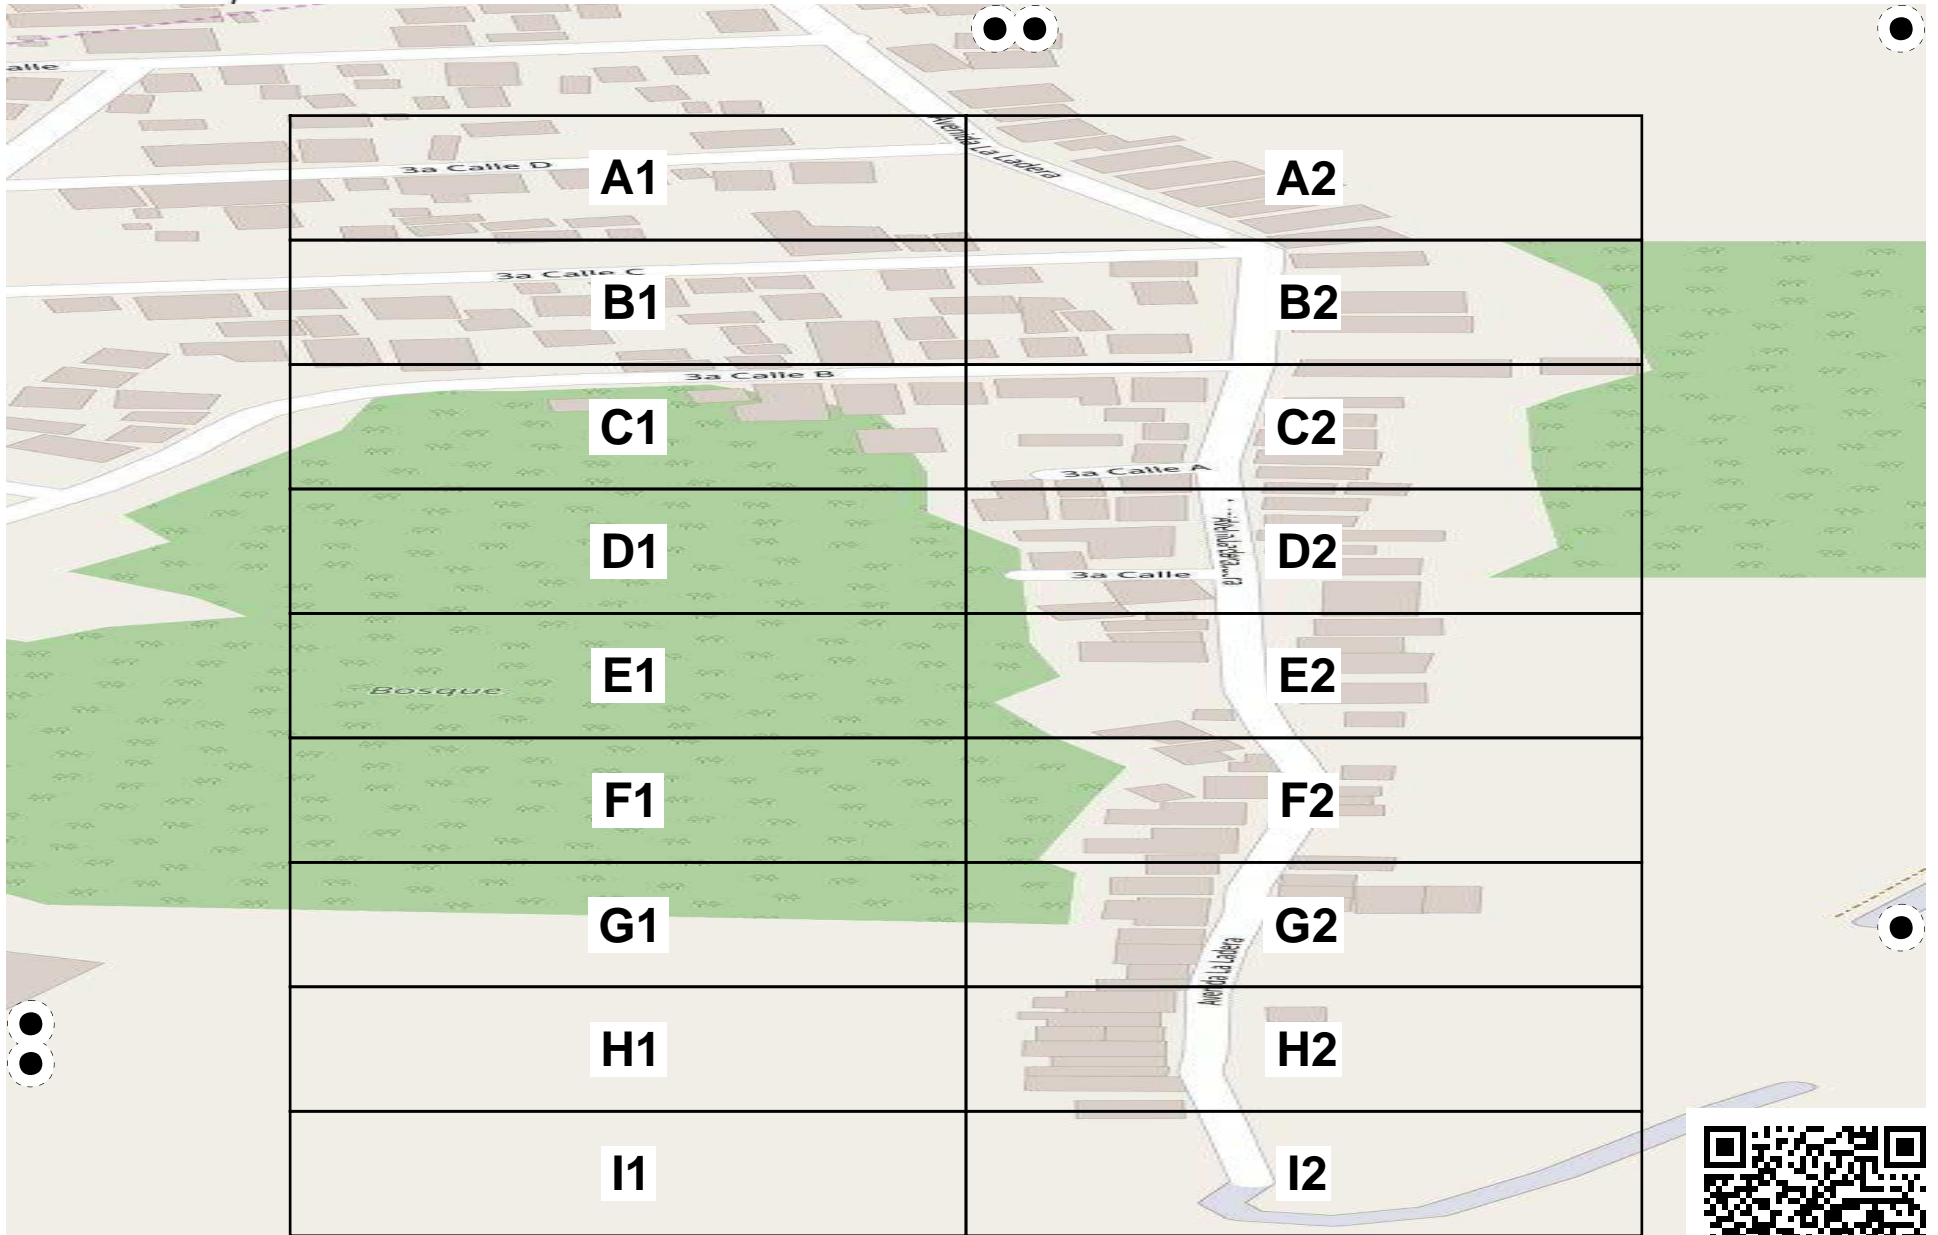 alle
Avenida La Ladera
3a Calle D
A1
A2
3a Calle C
B1
B2
3a Calle B
C1
C2
3a Calle A
D1
D2
3a Calle
E1
E2
Bosque
F1
F2
G1
G2
Avenida La Ladera
H1
H2
I1
I2